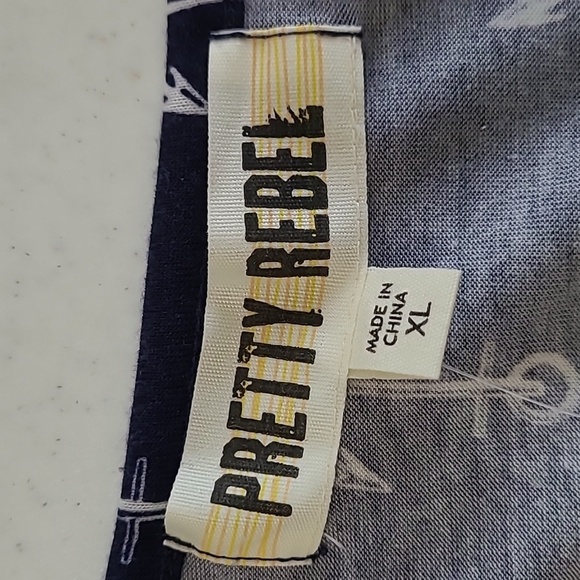 PRETTY REBEL
MADE IN
CHINA
XL